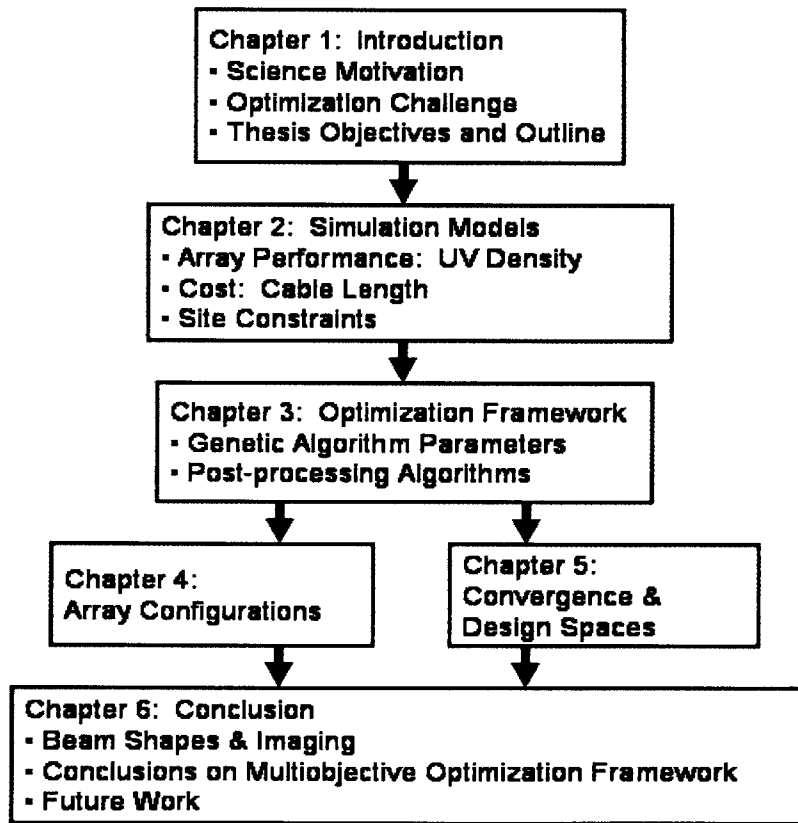 Chapter 1: Introduction
▪ Science Motivation
▪ Optimization Challenge
▪ Thesis Objectives and Outline
Chapter 2: Simulation Models
▪ Array Performance: UV Density
▪ Cost: Cable Length
▪ Site Constraints
Chapter 3: Optimization Framework
▪ Genetic Algorithm Parameters
▪ Post-processing Algorithms
Chapter 4:
Array Configurations
Chapter 5:
Convergence &
Design Spaces
Chapter 6: Conclusion
▪ Beam Shapes & Imaging
▪ Conclusions on Multiobjective Optimization Framework
▪ Future Work